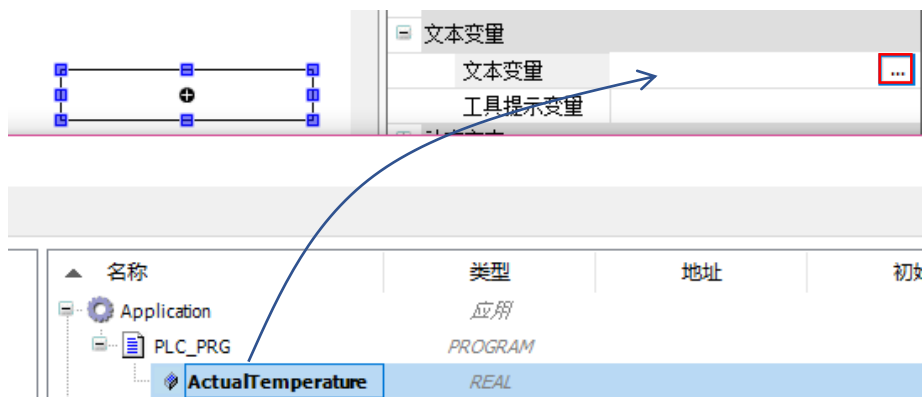 文本变量
文本变量 ...
工具提示变量
名称 类型 地址
Application 应用
PLC_PRG PROGRAM
ActualTemperature REAL